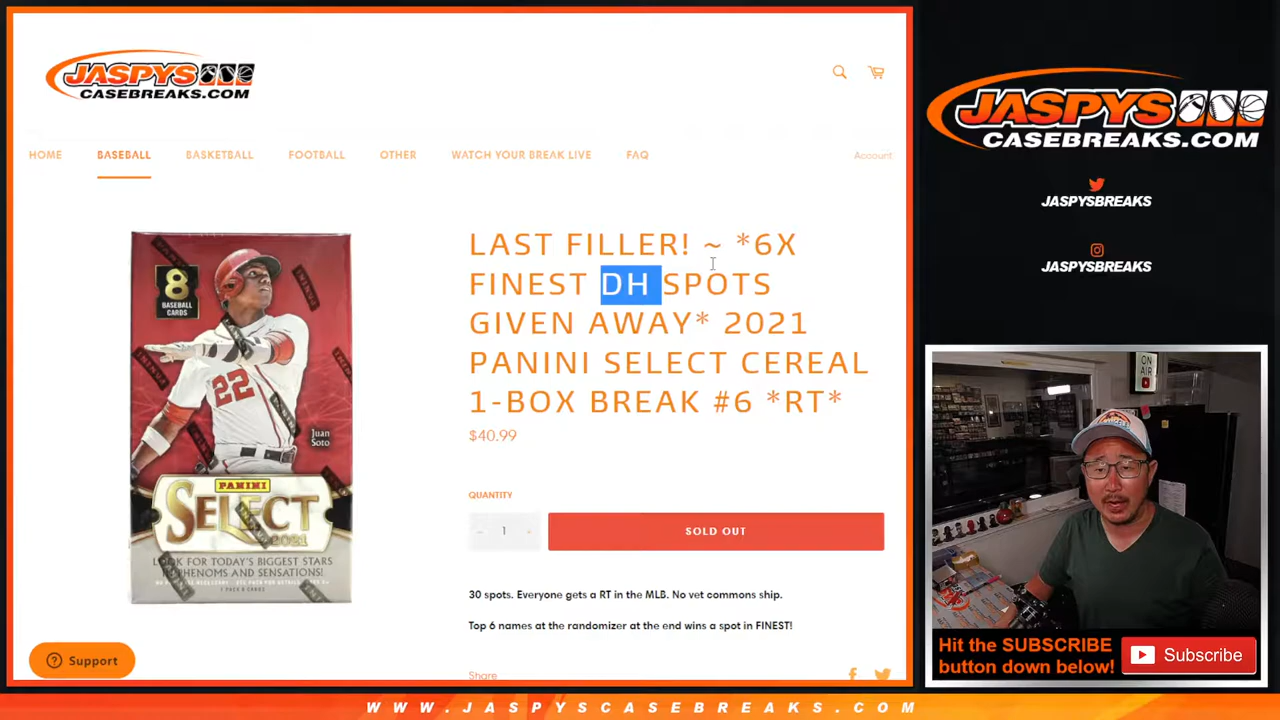 JASPYS
CASEBREAKS.COM
HOME BASEBALL BASKETBALL FOOTBALL OTHER WATCH YOUR BREAK LIVE FAQ Account
8
BASEBALL
CARDS
22
Juan
Soto
PANINI
SELECT
2021
LOOK FOR TODAY'S BIGGEST STARS
PHENOMS AND SENSATIONS!
LAST FILLER! ~ *6X
FINEST DH SPOTS
GIVEN AWAY* 2021
PANINI SELECT CEREAL
1-BOX BREAK #6 *RT*
$40.99
QUANTITY
− 1 +
SOLD OUT
30 spots. Everyone gets a RT in the MLB. No vet commons ship.
Top 6 names at the randomizer at the end wins a spot in FINEST!
Share
Support
JASPYS
CASEBREAKS.COM
JASPYSBREAKS
JASPYSBREAKS
ON
AIR
Hit the SUBSCRIBE
button down below!
Subscribe
WWW.JASPYSCASEBREAKS.COM